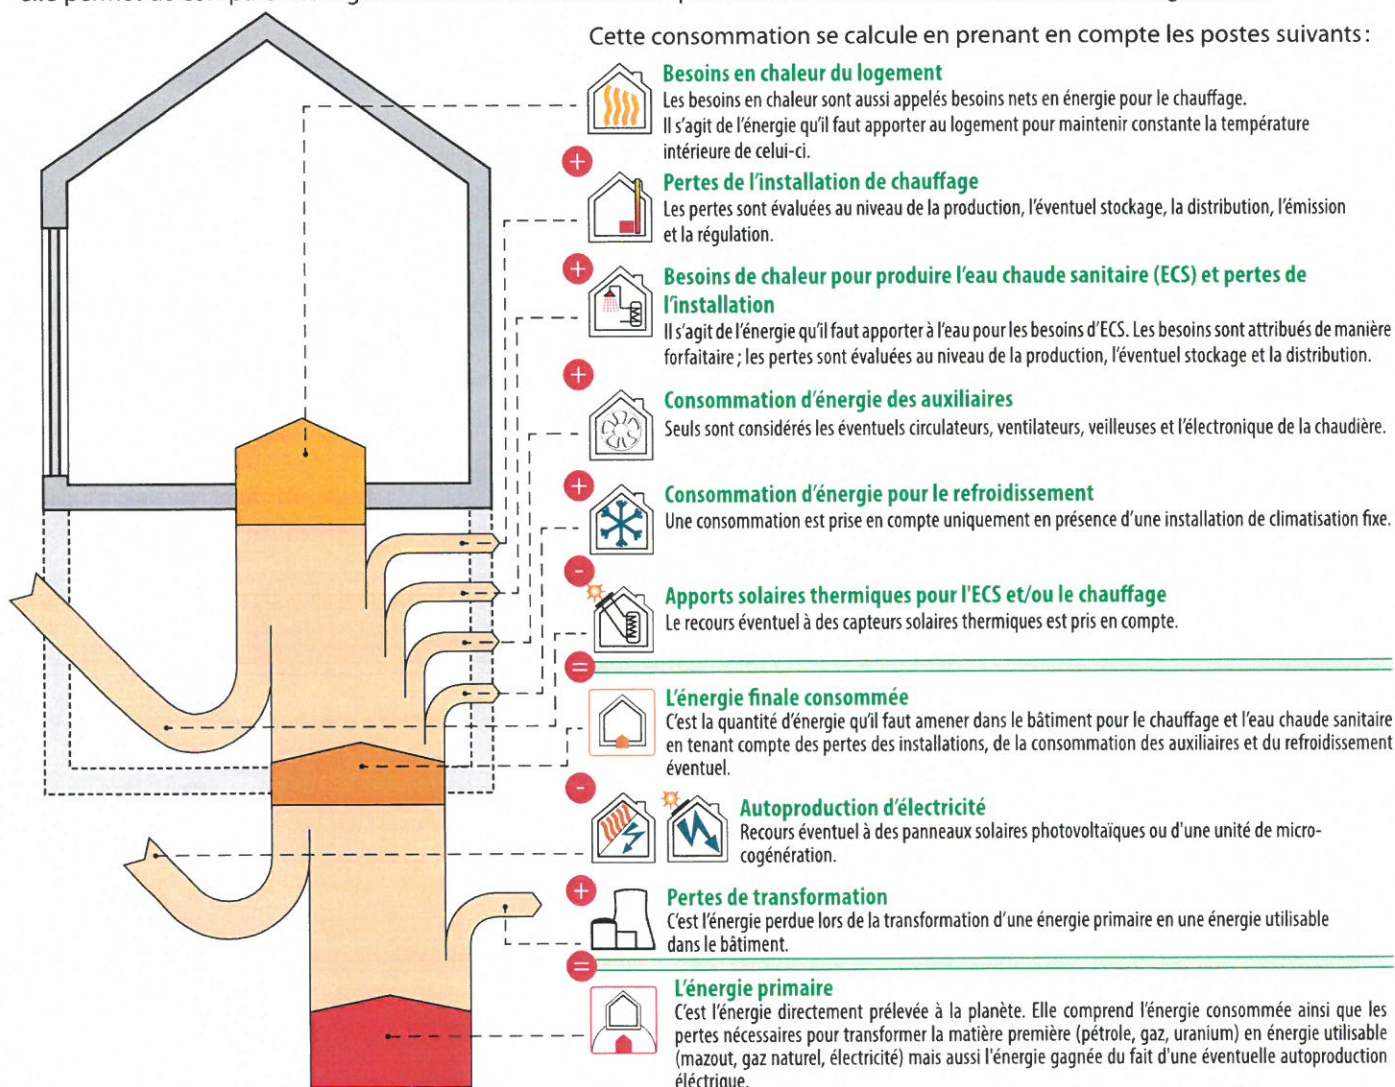 Cette consommation se calcule en prenant en compte les postes suivants :
Besoins en chaleur du logement
Les besoins en chaleur sont aussi appelés besoins nets en énergie pour le chauffage.
Il s'agit de l'énergie qu'il faut apporter au logement pour maintenir constante la température
intérieure de celui-ci.
+
Pertes de l'installation de chauffage
Les pertes sont évaluées au niveau de la production, l'éventuel stockage, la distribution, l'émission
et la régulation.
+
Besoins de chaleur pour produire l'eau chaude sanitaire (ECS) et pertes de
l'installation
Il s'agit de l'énergie qu'il faut apporter à l'eau pour les besoins d'ECS. Les besoins sont attribués de manière
forfaitaire ; les pertes sont évaluées au niveau de la production, l'éventuel stockage et la distribution.
+
Consommation d'énergie des auxiliaires
Seuls sont considérés les éventuels circulateurs, ventilateurs, veilleuses et l'électronique de la chaudière.
+
Consommation d'énergie pour le refroidissement
Une consommation est prise en compte uniquement en présence d'une installation de climatisation fixe.
-
Apports solaires thermiques pour l'ECS et/ou le chauffage
Le recours éventuel à des capteurs solaires thermiques est pris en compte.
=
L'énergie finale consommée
C'est la quantité d'énergie qu'il faut amener dans le bâtiment pour le chauffage et l'eau chaude sanitaire
en tenant compte des pertes des installations, de la consommation des auxiliaires et du refroidissement
éventuel.
-
Autoproduction d'électricité
Recours éventuel à des panneaux solaires photovoltaïques ou d'une unité de micro-
cogénération.
+
Pertes de transformation
C'est l'énergie perdue lors de la transformation d'une énergie primaire en une énergie utilisable
dans le bâtiment.
=
L'énergie primaire
C'est l'énergie directement prélevée à la planète. Elle comprend l'énergie consommée ainsi que les
pertes nécessaires pour transformer la matière première (pétrole, gaz, uranium) en énergie utilisable
(mazout, gaz naturel, électricité) mais aussi l'énergie gagnée du fait d'une éventuelle autoproduction
éléctrique.